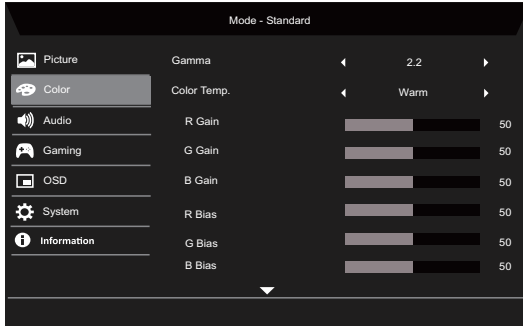 Mode - Standard
Picture
Color
Audio
Gaming
OSD
System
Information
Gamma 2.2
Color Temp. Warm
R Gain 50
G Gain 50
B Gain 50
R Bias 50
G Bias 50
B Bias 50